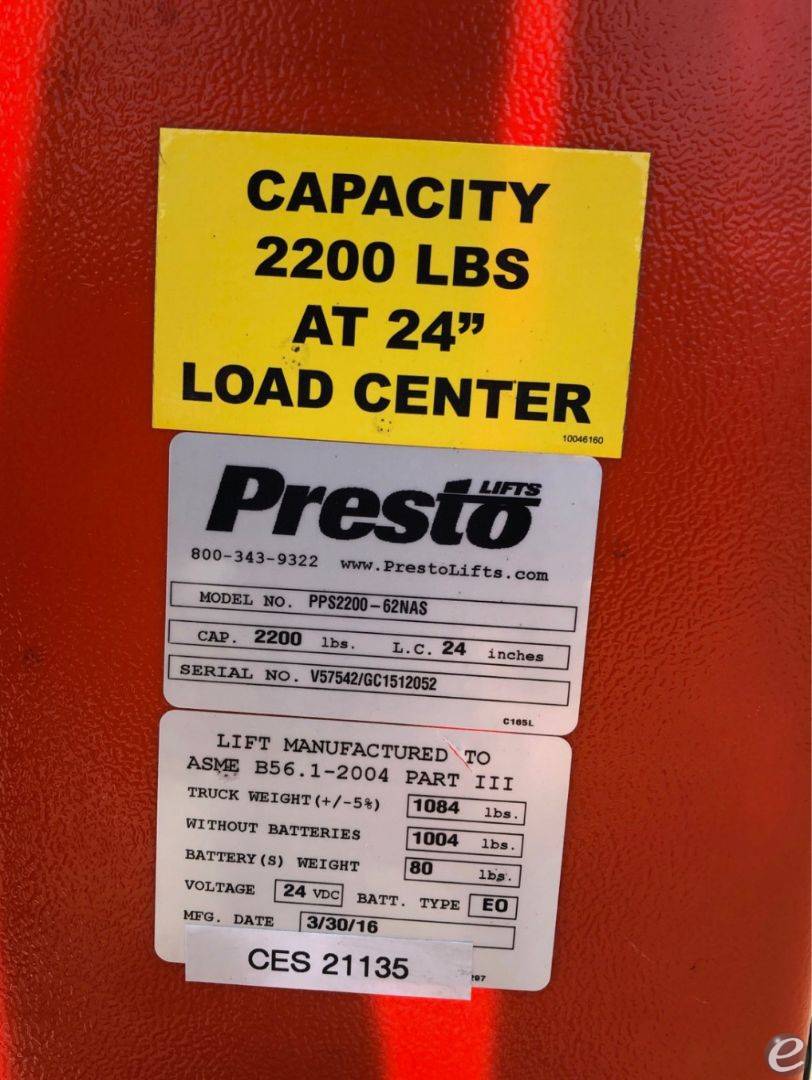 CAPACITY
2200 LBS
AT 24”
LOAD CENTER
10046160
Presto LIFTS
800-343-9322 www.PrestoLifts.com
MODEL NO. PPS2200-62NAS
CAP. 2200 lbs. L.C. 24 inches
SERIAL NO. V57542/GC1512052
C165L
LIFT MANUFACTURED TO
ASME B56.1-2004 PART III
TRUCK WEIGHT(+/-5%) 1084 lbs.
WITHOUT BATTERIES 1004 lbs.
BATTERY(S) WEIGHT 80 lbs.
VOLTAGE 24 VDC BATT. TYPE EO
MFG. DATE 3/30/16
CES 21135
e